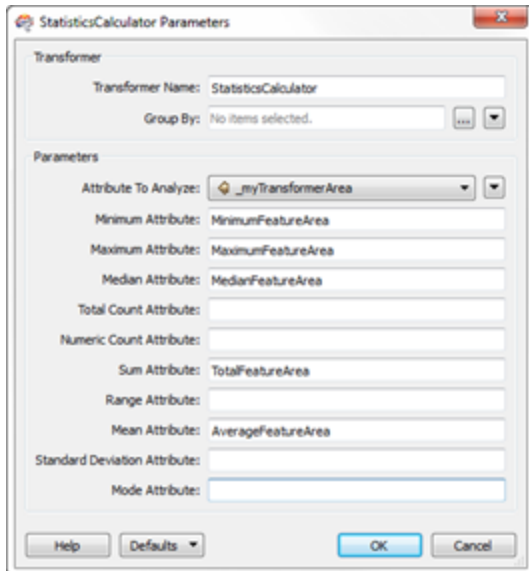 StatisticsCalculator Parameters
Transformer
Transformer Name: StatisticsCalculator
Group By: No items selected. ...
Parameters
Attribute To Analyze: _myTransformerArea
Minimum Attribute: MinimumFeatureArea
Maximum Attribute: MaximumFeatureArea
Median Attribute: MedianFeatureArea
Total Count Attribute:
Numeric Count Attribute:
Sum Attribute: TotalFeatureArea
Range Attribute:
Mean Attribute: AverageFeatureArea
Standard Deviation Attribute:
Mode Attribute:
Help Defaults OK Cancel